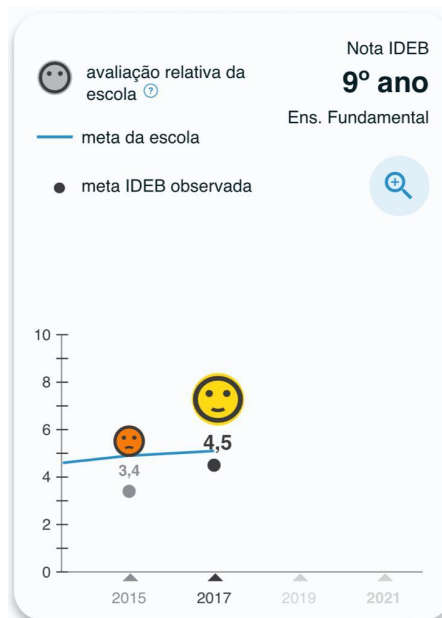 avaliação relativa da
escola ?
meta da escola
meta IDEB observada
Nota IDEB
9º ano
Ens. Fundamental
10
8
6
4
2
0
3,4
4,5
2015
2017
2019
2021